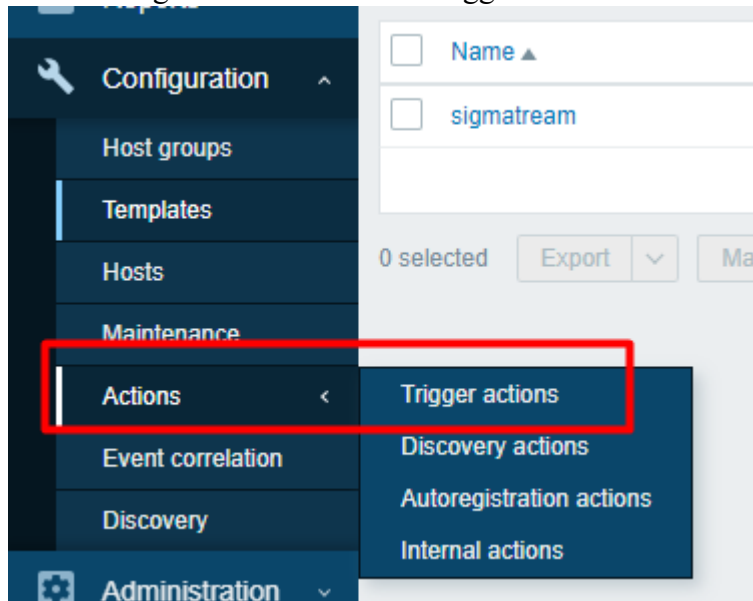 Configuration
Host groups
Templates
Hosts
Maintenance
Actions
Event correlation
Discovery
Administration
Name
sigmatream
0 selected
Export
Trigger actions
Discovery actions
Autoregistration actions
Internal actions